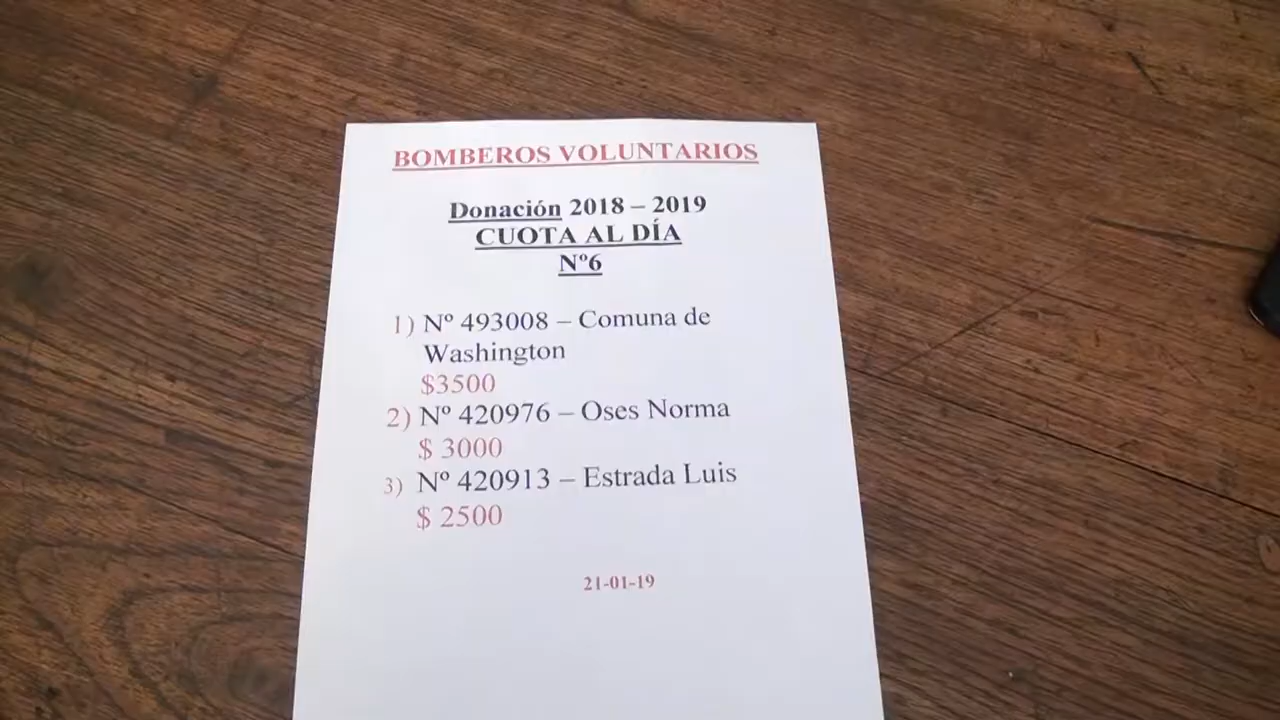 BOMBEROS VOLUNTARIOS
Donación 2018 – 2019
CUOTA AL DÍA
Nº6
1) Nº 493008 – Comuna de
Washington
$3500
2) Nº 420976 – Oses Norma
$ 3000
3) Nº 420913 – Estrada Luis
$ 2500
21-01-19